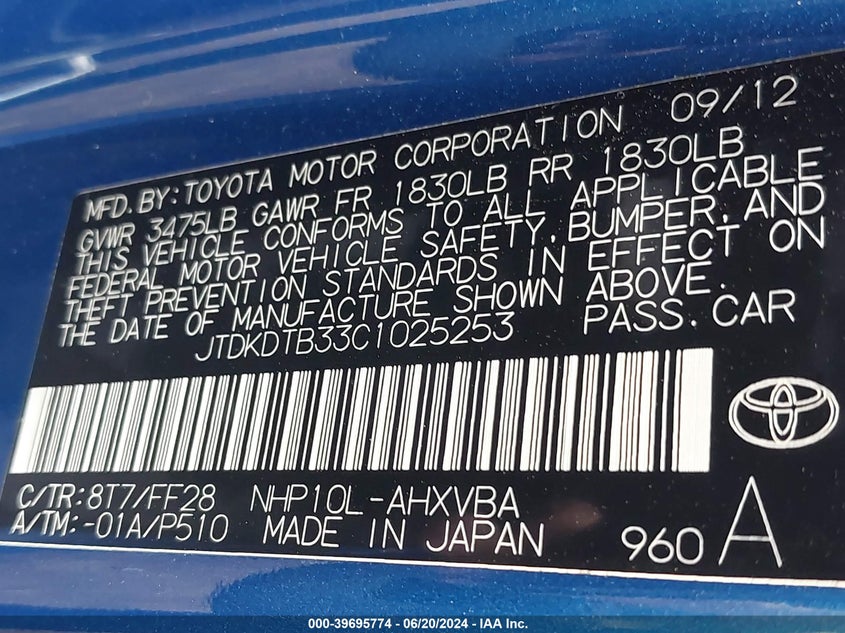 MFD. BY: TOYOTA MOTOR CORPORATION 09/12
GVWR 3475LB GAWR FR 1830LB RR 1830LB
THIS VEHICLE CONFORMS TO ALL APPLICABLE
FEDERAL MOTOR VEHICLE SAFETY, BUMPER, AND
THEFT PREVENTION STANDARDS IN EFFECT ON
THE DATE OF MANUFACTURE SHOWN ABOVE.
JTDKDTB33C1025253 PASS. CAR
C/TR: 8T7/FF28 NHP10L-AHXVBA
A/TM: -01A/P510 MADE IN JAPAN 960 A
000-39695774 - 06/20/2024 - IAA Inc.